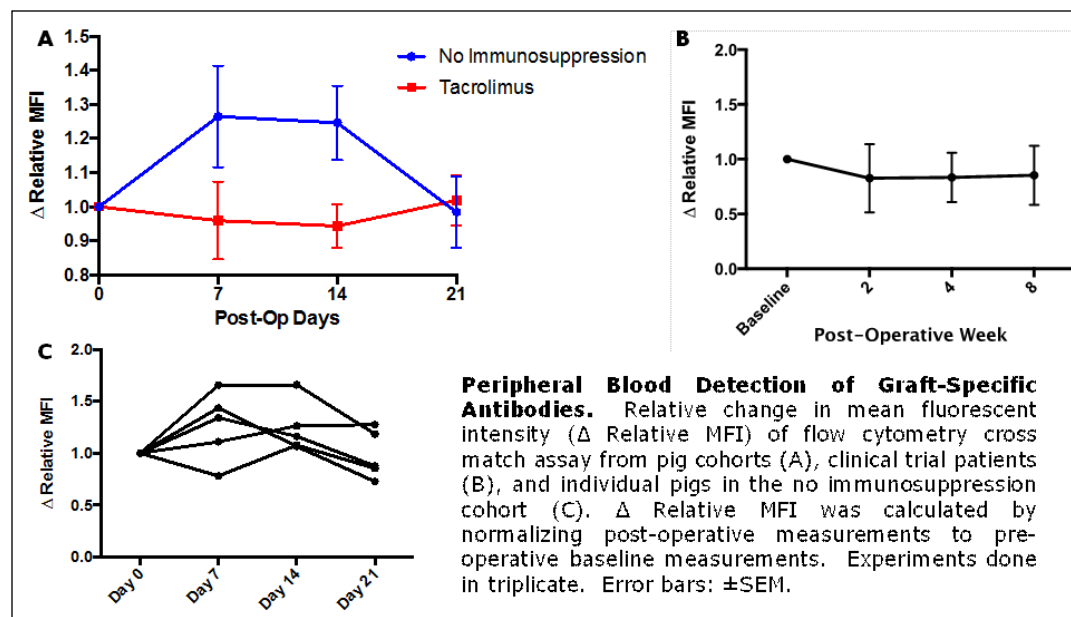 A
1.5
1.4
1.3
1.2
1.1
1.0
0.9
0.8
Δ Relative MFI
No Immunosuppression
Tacrolimus
0
7
14
21
Post-Op Days
B
2.0
1.5
1.0
0.5
0.0
Δ Relative MFI
Baseline
2
4
8
Post-Operative Week
C
2.0
1.5
1.0
0.5
0.0
Δ Relative MFI
Day 0
Day 7
Day 14
Day 21
Peripheral Blood Detection of Graft-Specific
Antibodies. Relative change in mean fluorescent
intensity (Δ Relative MFI) of flow cytometry cross
match assay from pig cohorts (A), clinical trial patients
(B), and individual pigs in the no immunosuppression
cohort (C). Δ Relative MFI was calculated by
normalizing post-operative measurements to pre-
operative baseline measurements. Experiments done
in triplicate. Error bars: ±SEM.